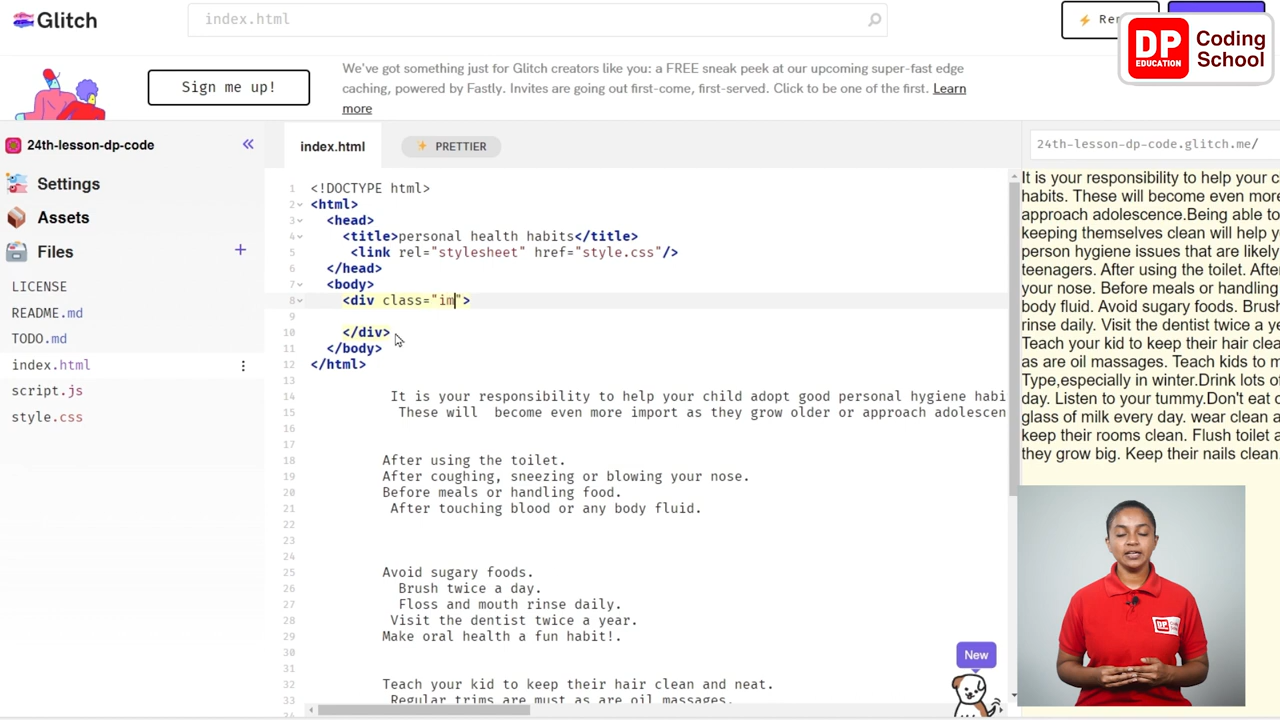 Glitch
index.html
⚡ Re
DP
EDUCATION
Coding
School
Sign me up!
We've got something just for Glitch creators like you: a FREE sneak peek at our upcoming super-fast edge
caching, powered by Fastly. Invites are going out first-come, first-served. Click to be one of the first. Learn
more
24th-lesson-dp-code
Settings
Assets
Files
LICENSE
README.md
TODO.md
index.html
script.js
style.css
index.html
PRETTIER
1 <!DOCTYPE html>
2 <html>
3 <head>
4 <title>personal health habits</title>
5 <link rel="stylesheet" href="style.css"/>
6 </head>
7 <body>
8 <div class="im">
9
10 </div>
11 </body>
12 </html>
13
14 It is your responsibility to help your child adopt good personal hygiene habi
15 These will become even more import as they grow older or approach adolescen
16
17
18 After using the toilet.
19 After coughing, sneezing or blowing your nose.
20 Before meals or handling food.
21 After touching blood or any body fluid.
22
23
24
25 Avoid sugary foods.
26 Brush twice a day.
27 Floss and mouth rinse daily.
28 Visit the dentist twice a year.
29 Make oral health a fun habit!.
30
31
32 Teach your kid to keep their hair clean and neat.
33 Regular trims are must as are oil massages.
24th-lesson-dp-code.glitch.me/
It is your responsibility to help your c
habits. These will become even more
approach adolescence.Being able to
keeping themselves clean will help y
person hygiene issues that are likely
teenagers. After using the toilet. After
your nose. Before meals or handling
body fluid. Avoid sugary foods. Brus
rinse daily. Visit the dentist twice a ye
Teach your kid to keep their hair clea
as are oil massages. Teach kids to m
Type,especially in winter.Drink lots of
day. Listen to your tummy.Don't eat c
glass of milk every day. wear clean a
keep their rooms clean. Flush toilet a
they grow big. Keep their nails clean.
New
DP